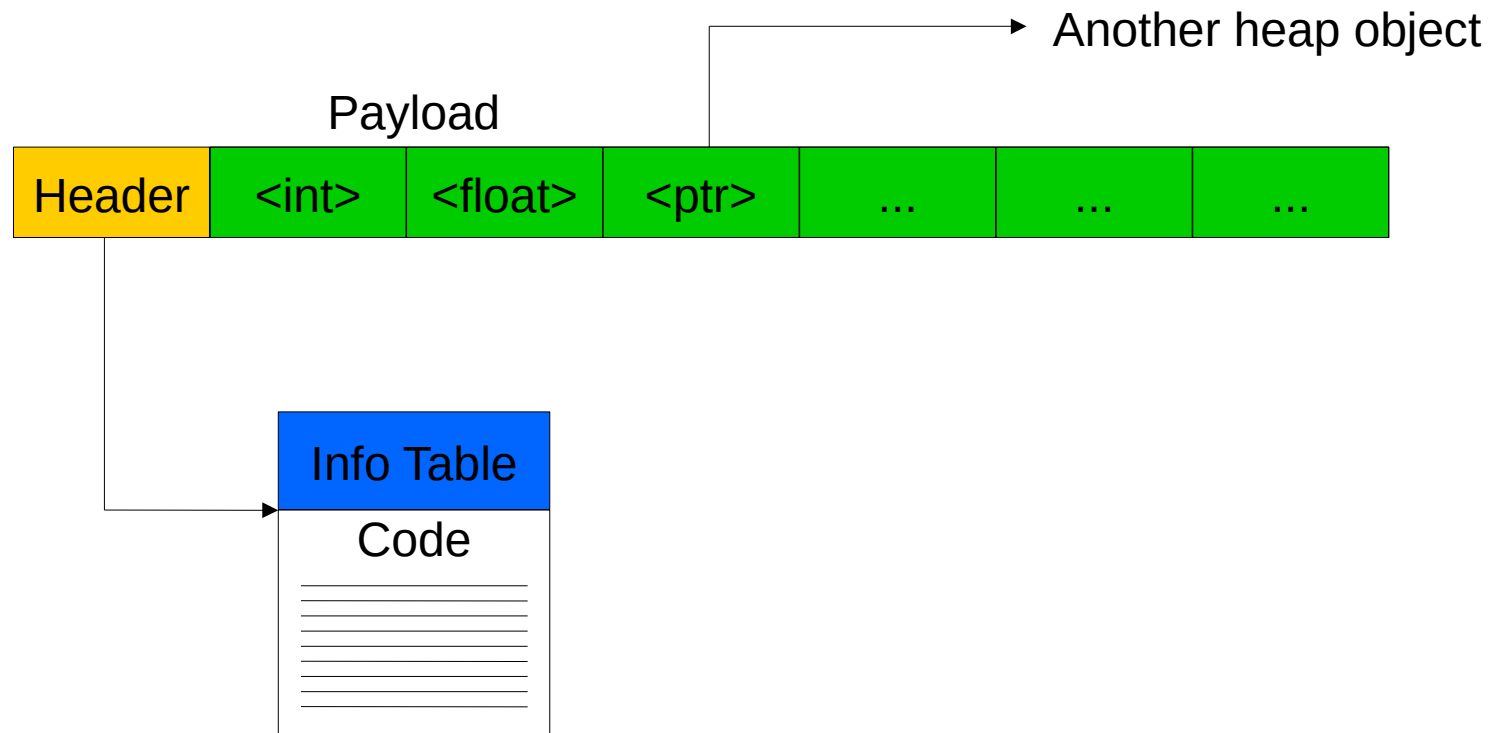 Another heap object
Payload
Header <int> <float> <ptr> ... ... ...
Info Table
Code